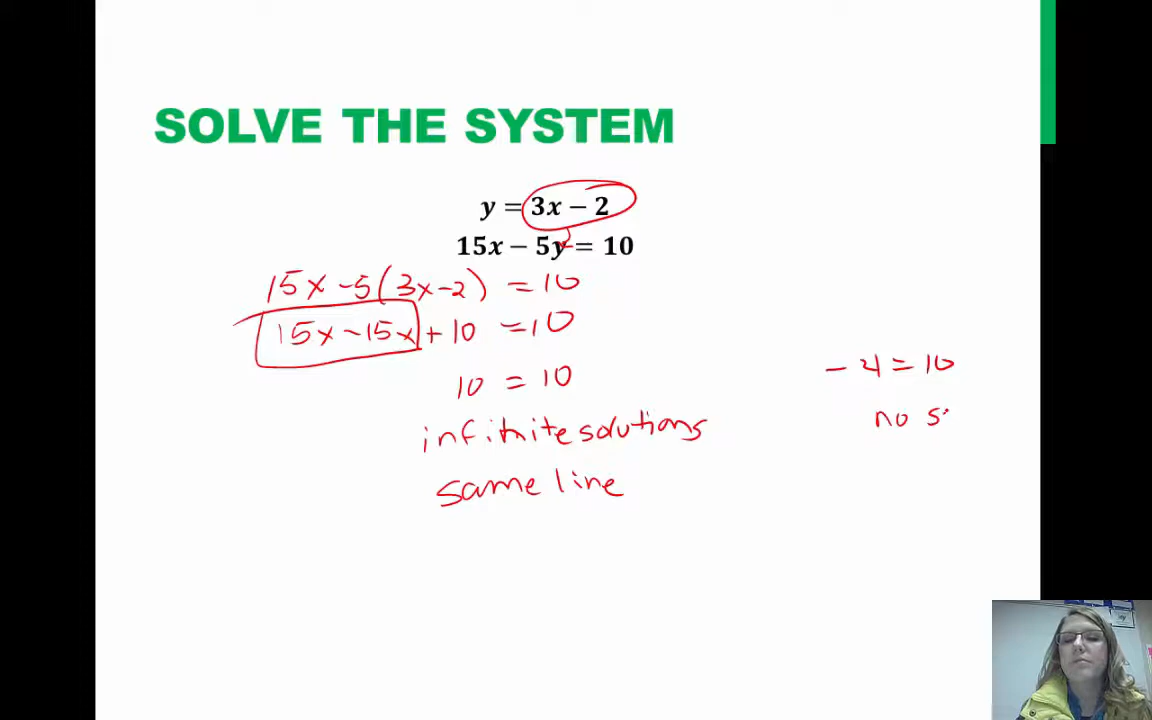 SOLVE THE SYSTEM
y = 3x − 2
15x − 5y = 10
15x -5(3x-2) = 10
15x - 15x + 10 = 10
10 = 10
infinite solutions
same line
- 4 = 10
no s